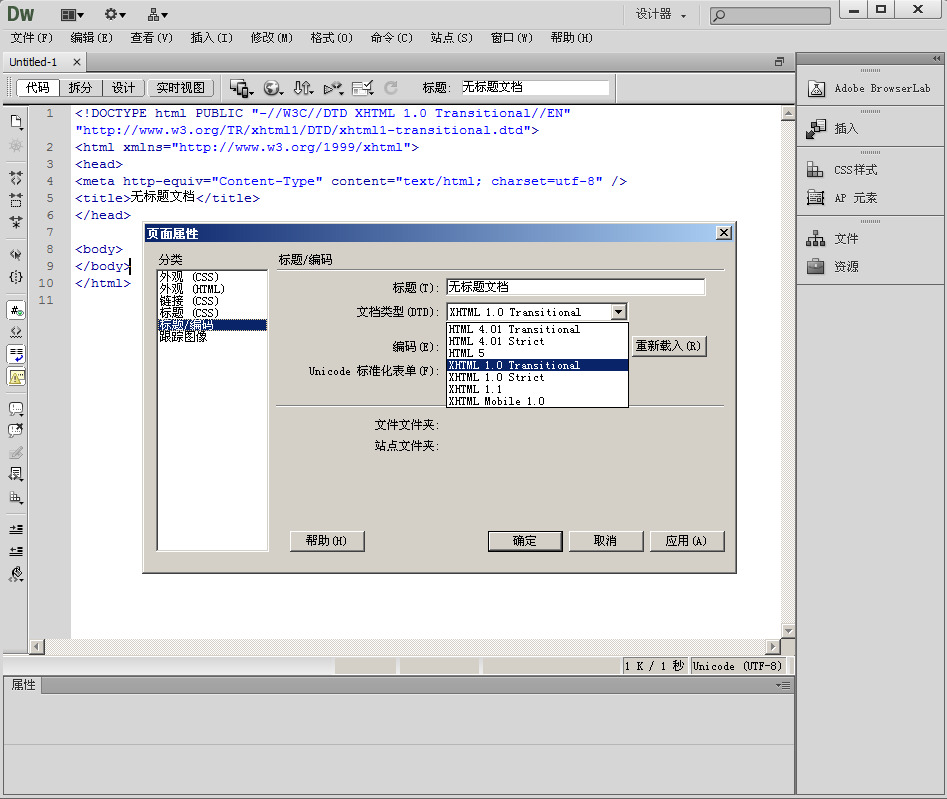 Dw
设计器
文件(F) 编辑(E) 查看(V) 插入(I) 修改(M) 格式(O) 命令(C) 站点(S) 窗口(W) 帮助(H)
Untitled-1
代码 拆分 设计 实时视图 标题: 无标题文档
1 <!DOCTYPE html PUBLIC "-//W3C//DTD XHTML 1.0 Transitional//EN"
"http://www.w3.org/TR/xhtml1/DTD/xhtml1-transitional.dtd">
2 <html xmlns="http://www.w3.org/1999/xhtml">
3 <head>
4 <meta http-equiv="Content-Type" content="text/html; charset=utf-8" />
5 <title>无标题文档</title>
6 </head>
7
8 <body>
9 </body>
10 </html>
11
页面属性
分类
外观 (CSS)
外观 (HTML)
链接 (CSS)
标题 (CSS)
标题/编码
跟踪图像
标题/编码
标题(T): 无标题文档
文档类型(DTD): XHTML 1.0 Transitional
HTML 4.01 Transitional
HTML 4.01 Strict
HTML 5
XHTML 1.0 Transitional
XHTML 1.0 Strict
XHTML 1.1
XHTML Mobile 1.0
编码(E): 重新载入(R)
Unicode 标准化表单(F):
文件文件夹:
站点文件夹:
帮助(H) 确定 取消 应用(A)
1 K / 1 秒 Unicode (UTF-8)
属性
Adobe BrowserLab
插入
CSS样式
AP 元素
文件
资源